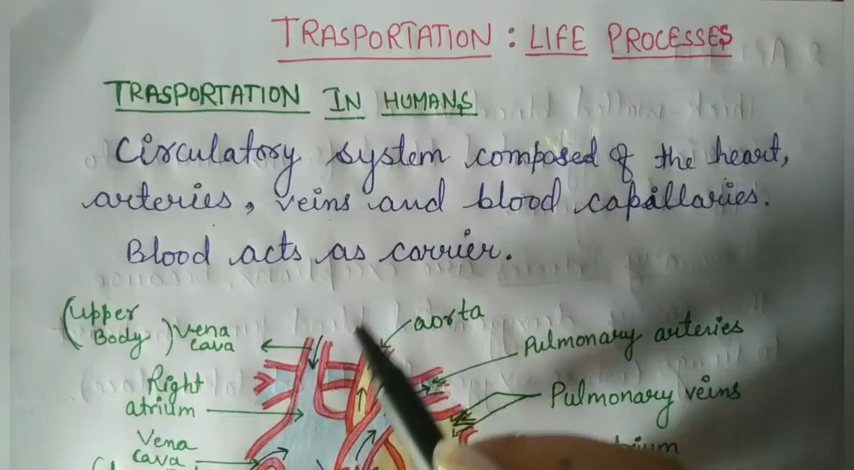 TRASPORTATION : LIFE PROCESSES
TRASPORTATION IN HUMANS
Circulatory system composed of the heart,
arteries, veins and blood capillaries.
Blood acts as carrier.
(Upper
Body) Vena
cava
aorta
Pulmonary arteries
Right
atrium
Pulmonary veins
Vena
cava